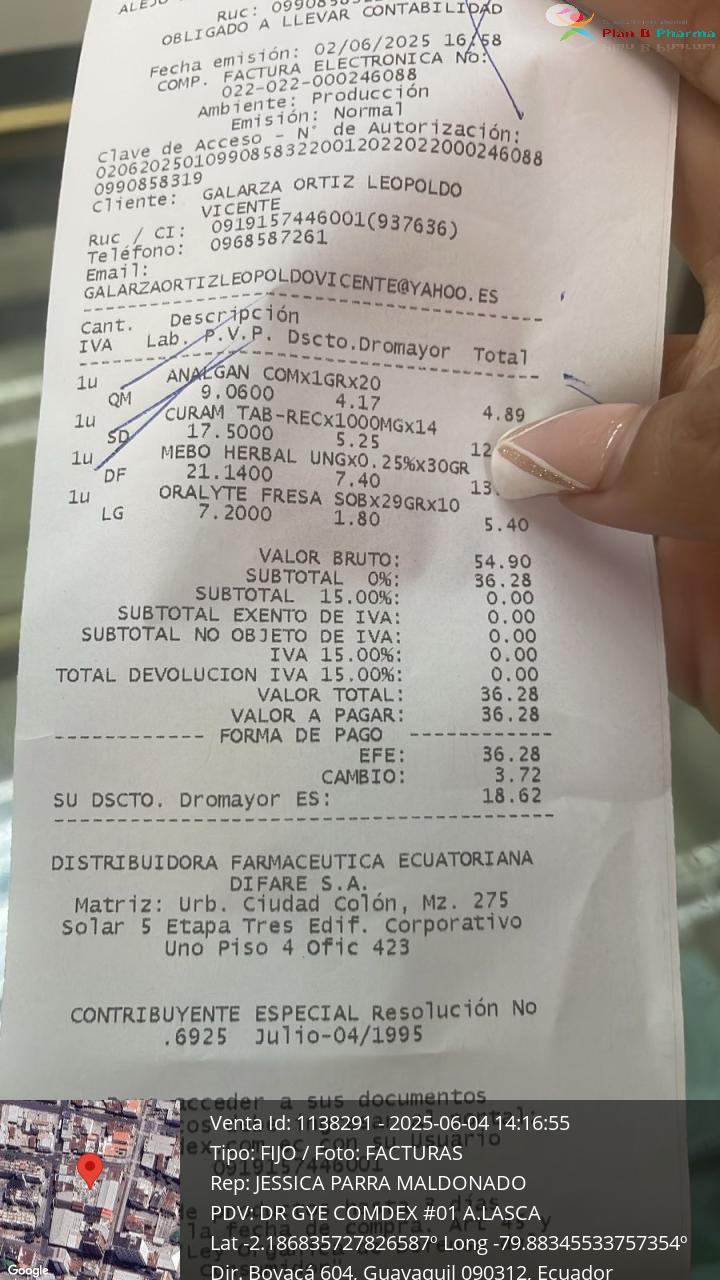 Plan B Pharma
OBLIGADO A LLEVAR CONTABILIDAD
Fecha emisión: 02/06/2025 16:58
COMP. FACTURA ELECTRONICA No:
022-022-000246088
Ambiente: Producción
Emisión: Normal
Clave de Acceso - N° de Autorización:
0990858319
Cliente: GALARZA ORTIZ LEOPOLDO
VICENTE
Ruc / CI: 0919157446001(937636)
Teléfono: 0968587261
Email:
GALARZAORTIZLEOPOLDOVICENTE@YAHOO.ES
Cant. Descripción
IVA Lab. P.V.P. Dscto.Dromayor Total
1u ANALGAN COMx1GRx20
QM 9.0600 4.17 4.89
1u CURAM TAB-RECx1000MGx14
SD 17.5000 5.25 12
1u MEBO HERBAL UNGx0.25%x30GR
DF 21.1400 7.40 13.
1u ORALYTE FRESA SOBx29GRx10
LG 7.2000 1.80 5.40
VALOR BRUTO: 54.90
SUBTOTAL 0%: 36.28
SUBTOTAL 15.00%: 0.00
SUBTOTAL EXENTO DE IVA: 0.00
SUBTOTAL NO OBJETO DE IVA: 0.00
IVA 15.00%: 0.00
TOTAL DEVOLUCION IVA 15.00%: 0.00
VALOR TOTAL: 36.28
VALOR A PAGAR: 36.28
------------ FORMA DE PAGO ------------
EFE: 36.28
CAMBIO: 3.72
SU DSCTO. Dromayor ES: 18.62
DISTRIBUIDORA FARMACEUTICA ECUATORIANA
DIFARE S.A.
Matriz: Urb. Ciudad Colón, Mz. 275
Solar 5 Etapa Tres Edif. Corporativo
Uno Piso 4 Ofic 423
CONTRIBUYENTE ESPECIAL Resolución No
.6925 Julio-04/1995
acceder a sus documentos
0919157446001
Venta Id: 1138291 - 2025-06-04 14:16:55
Tipo: FIJO / Foto: FACTURAS
Rep: JESSICA PARRA MALDONADO
PDV: DR GYE COMDEX #01 A.LASCA
Lat -2.186835727826587º Long -79.88345533757354º
Dir. Boyacá 604, Guayaquil 090312, Ecuador
Google